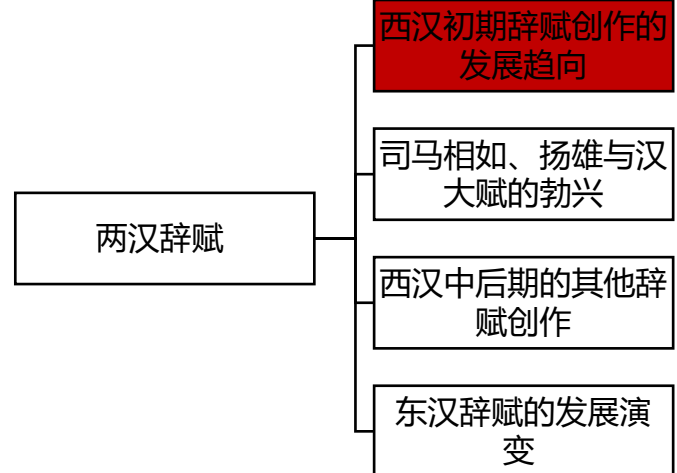 西汉初期辞赋创作的
发展趋向
司马相如、扬雄与汉
大赋的勃兴
两汉辞赋
西汉中后期的其他辞
赋创作
东汉辞赋的发展演
变